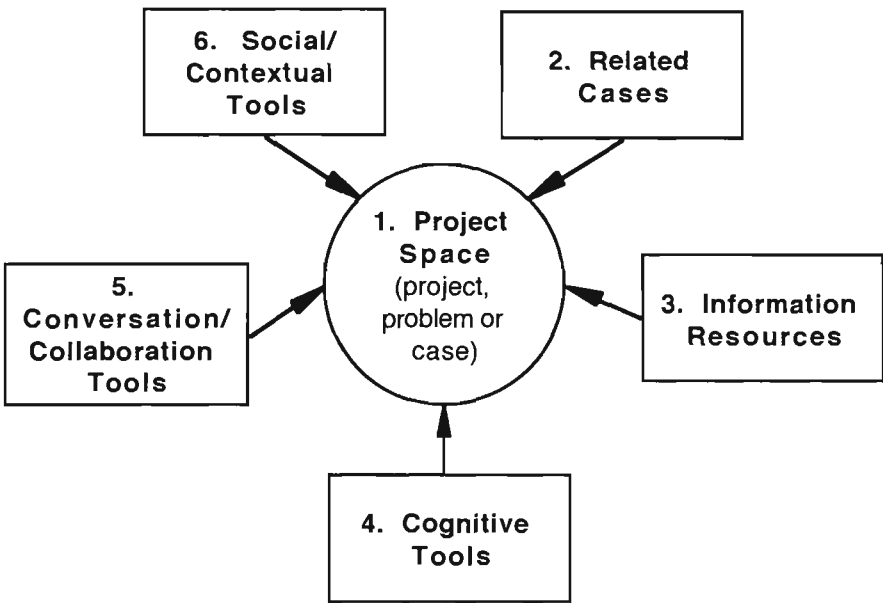 6. Social/
Contextual
Tools
2. Related
Cases
1. Project
Space
(project,
problem or
case)
5.
Conversation/
Collaboration
Tools
3. Information
Resources
4. Cognitive
Tools